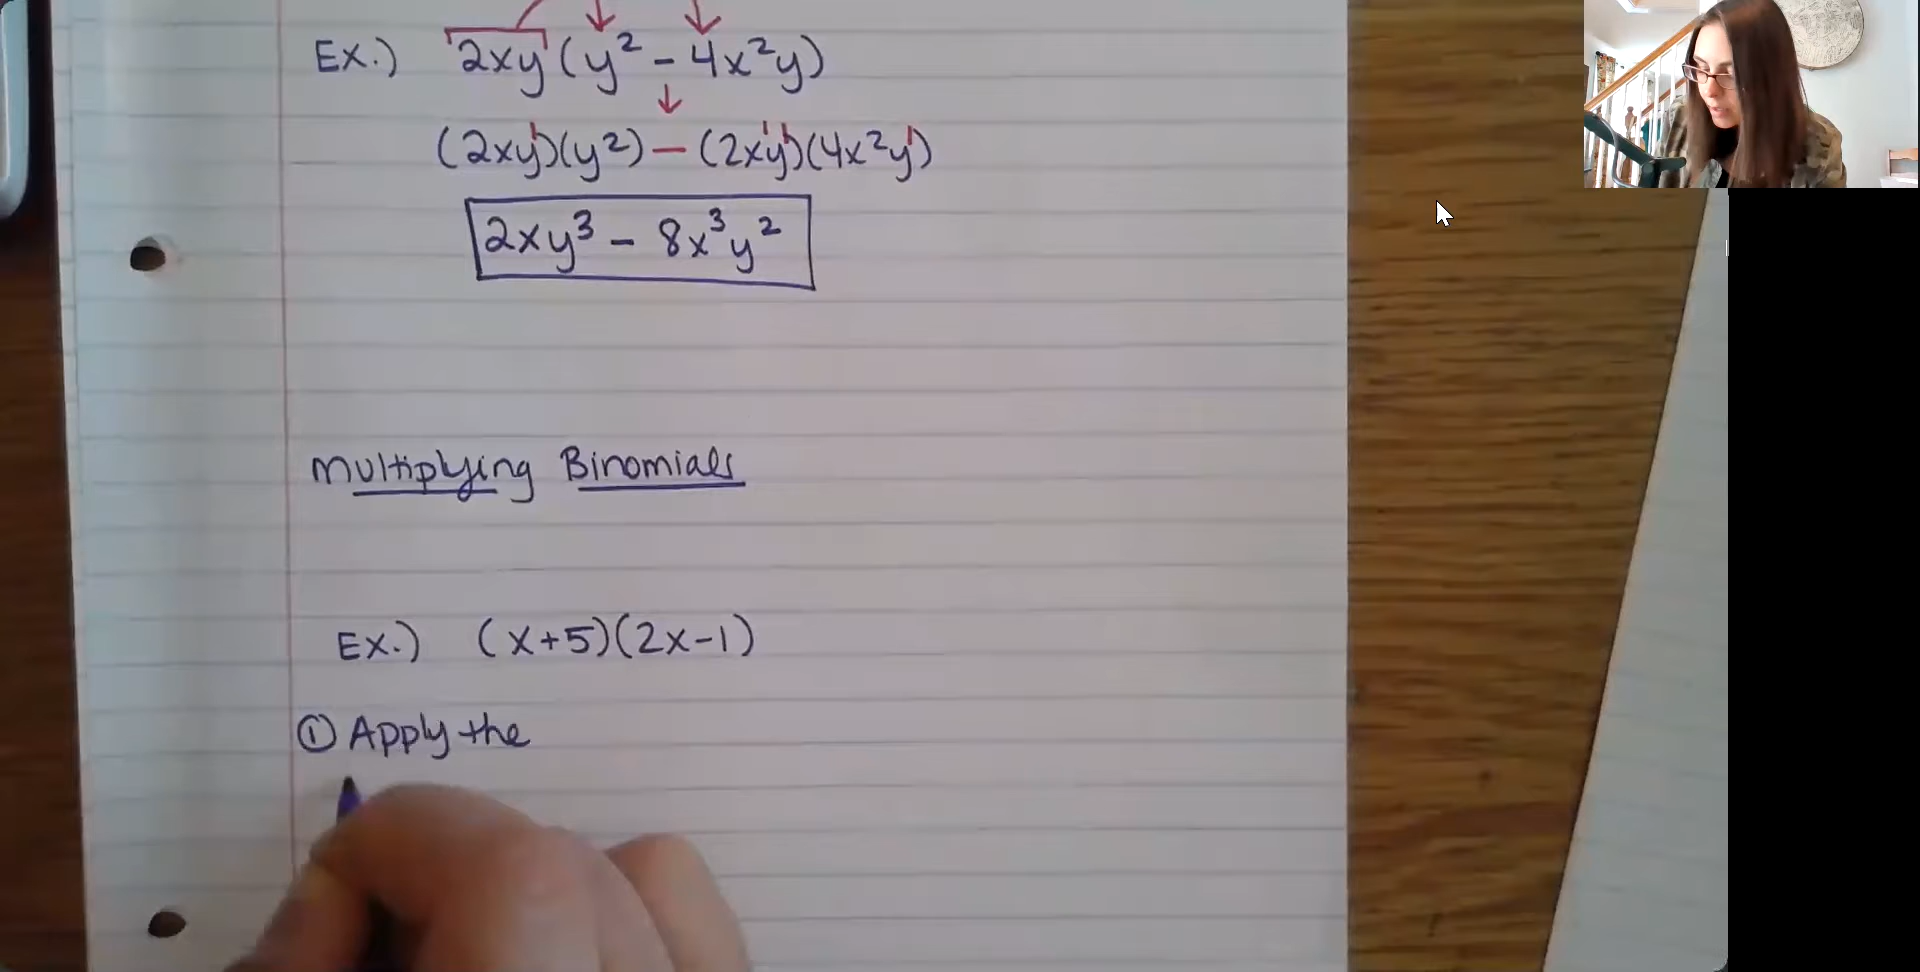 Ex.) 2xy(y² - 4x²y)
(2xy)(y²) - (2xy)(4x²y)
2xy³ - 8x³y²
Multiplying Binomials
Ex.) (x+5)(2x-1)
① Apply the